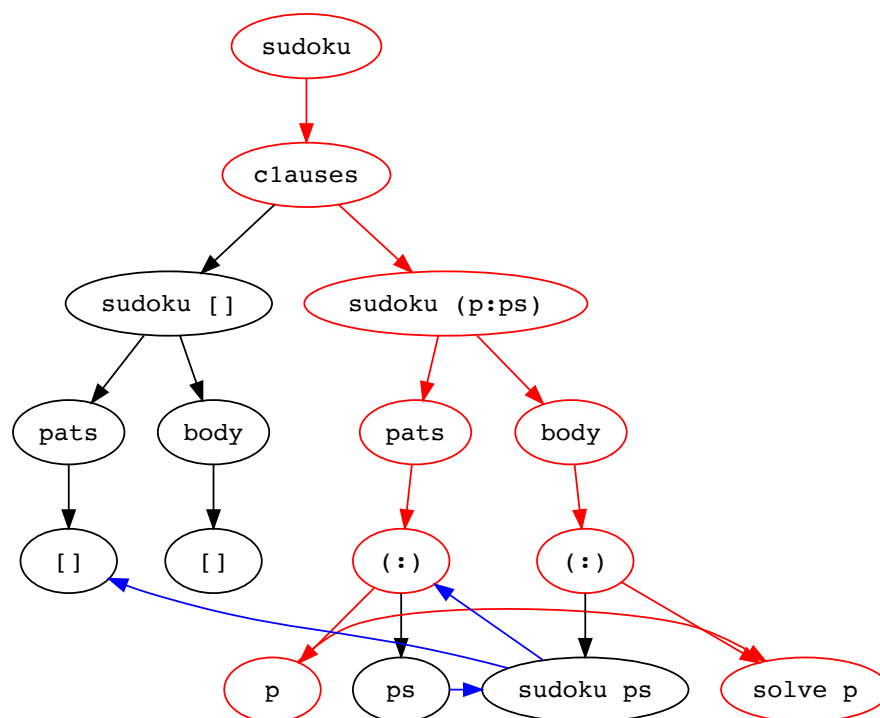 sudoku
clauses
sudoku []
sudoku (p:ps)
pats
body
pats
body
[]
[]
(:)
(:)
p
ps
sudoku ps
solve p